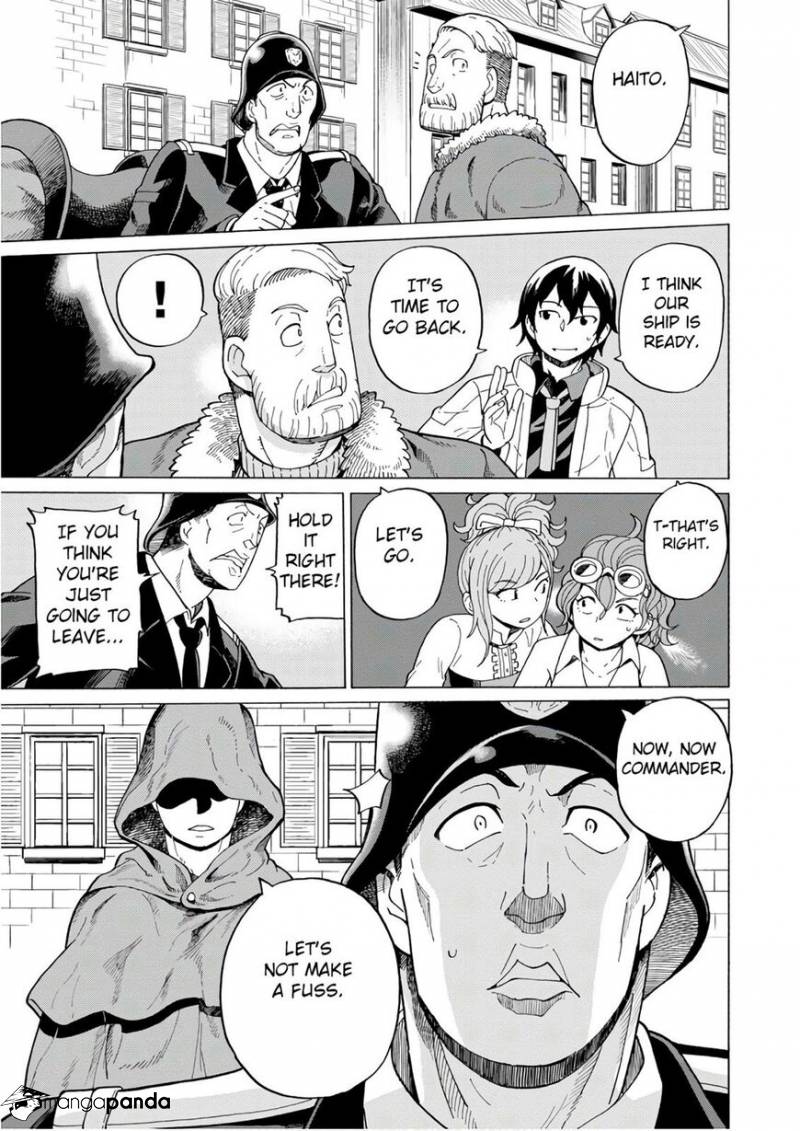 HAITO.
I THINK
OUR
SHIP IS
READY.
IT'S
TIME TO
GO BACK.
!
T-THAT'S
RIGHT.
LET'S
GO.
HOLD
IT
RIGHT
THERE!
IF YOU
THINK
YOU'RE
JUST
GOING TO
LEAVE...
NOW, NOW
COMMANDER.
LET'S
NOT MAKE
A FUSS.
mangapanda